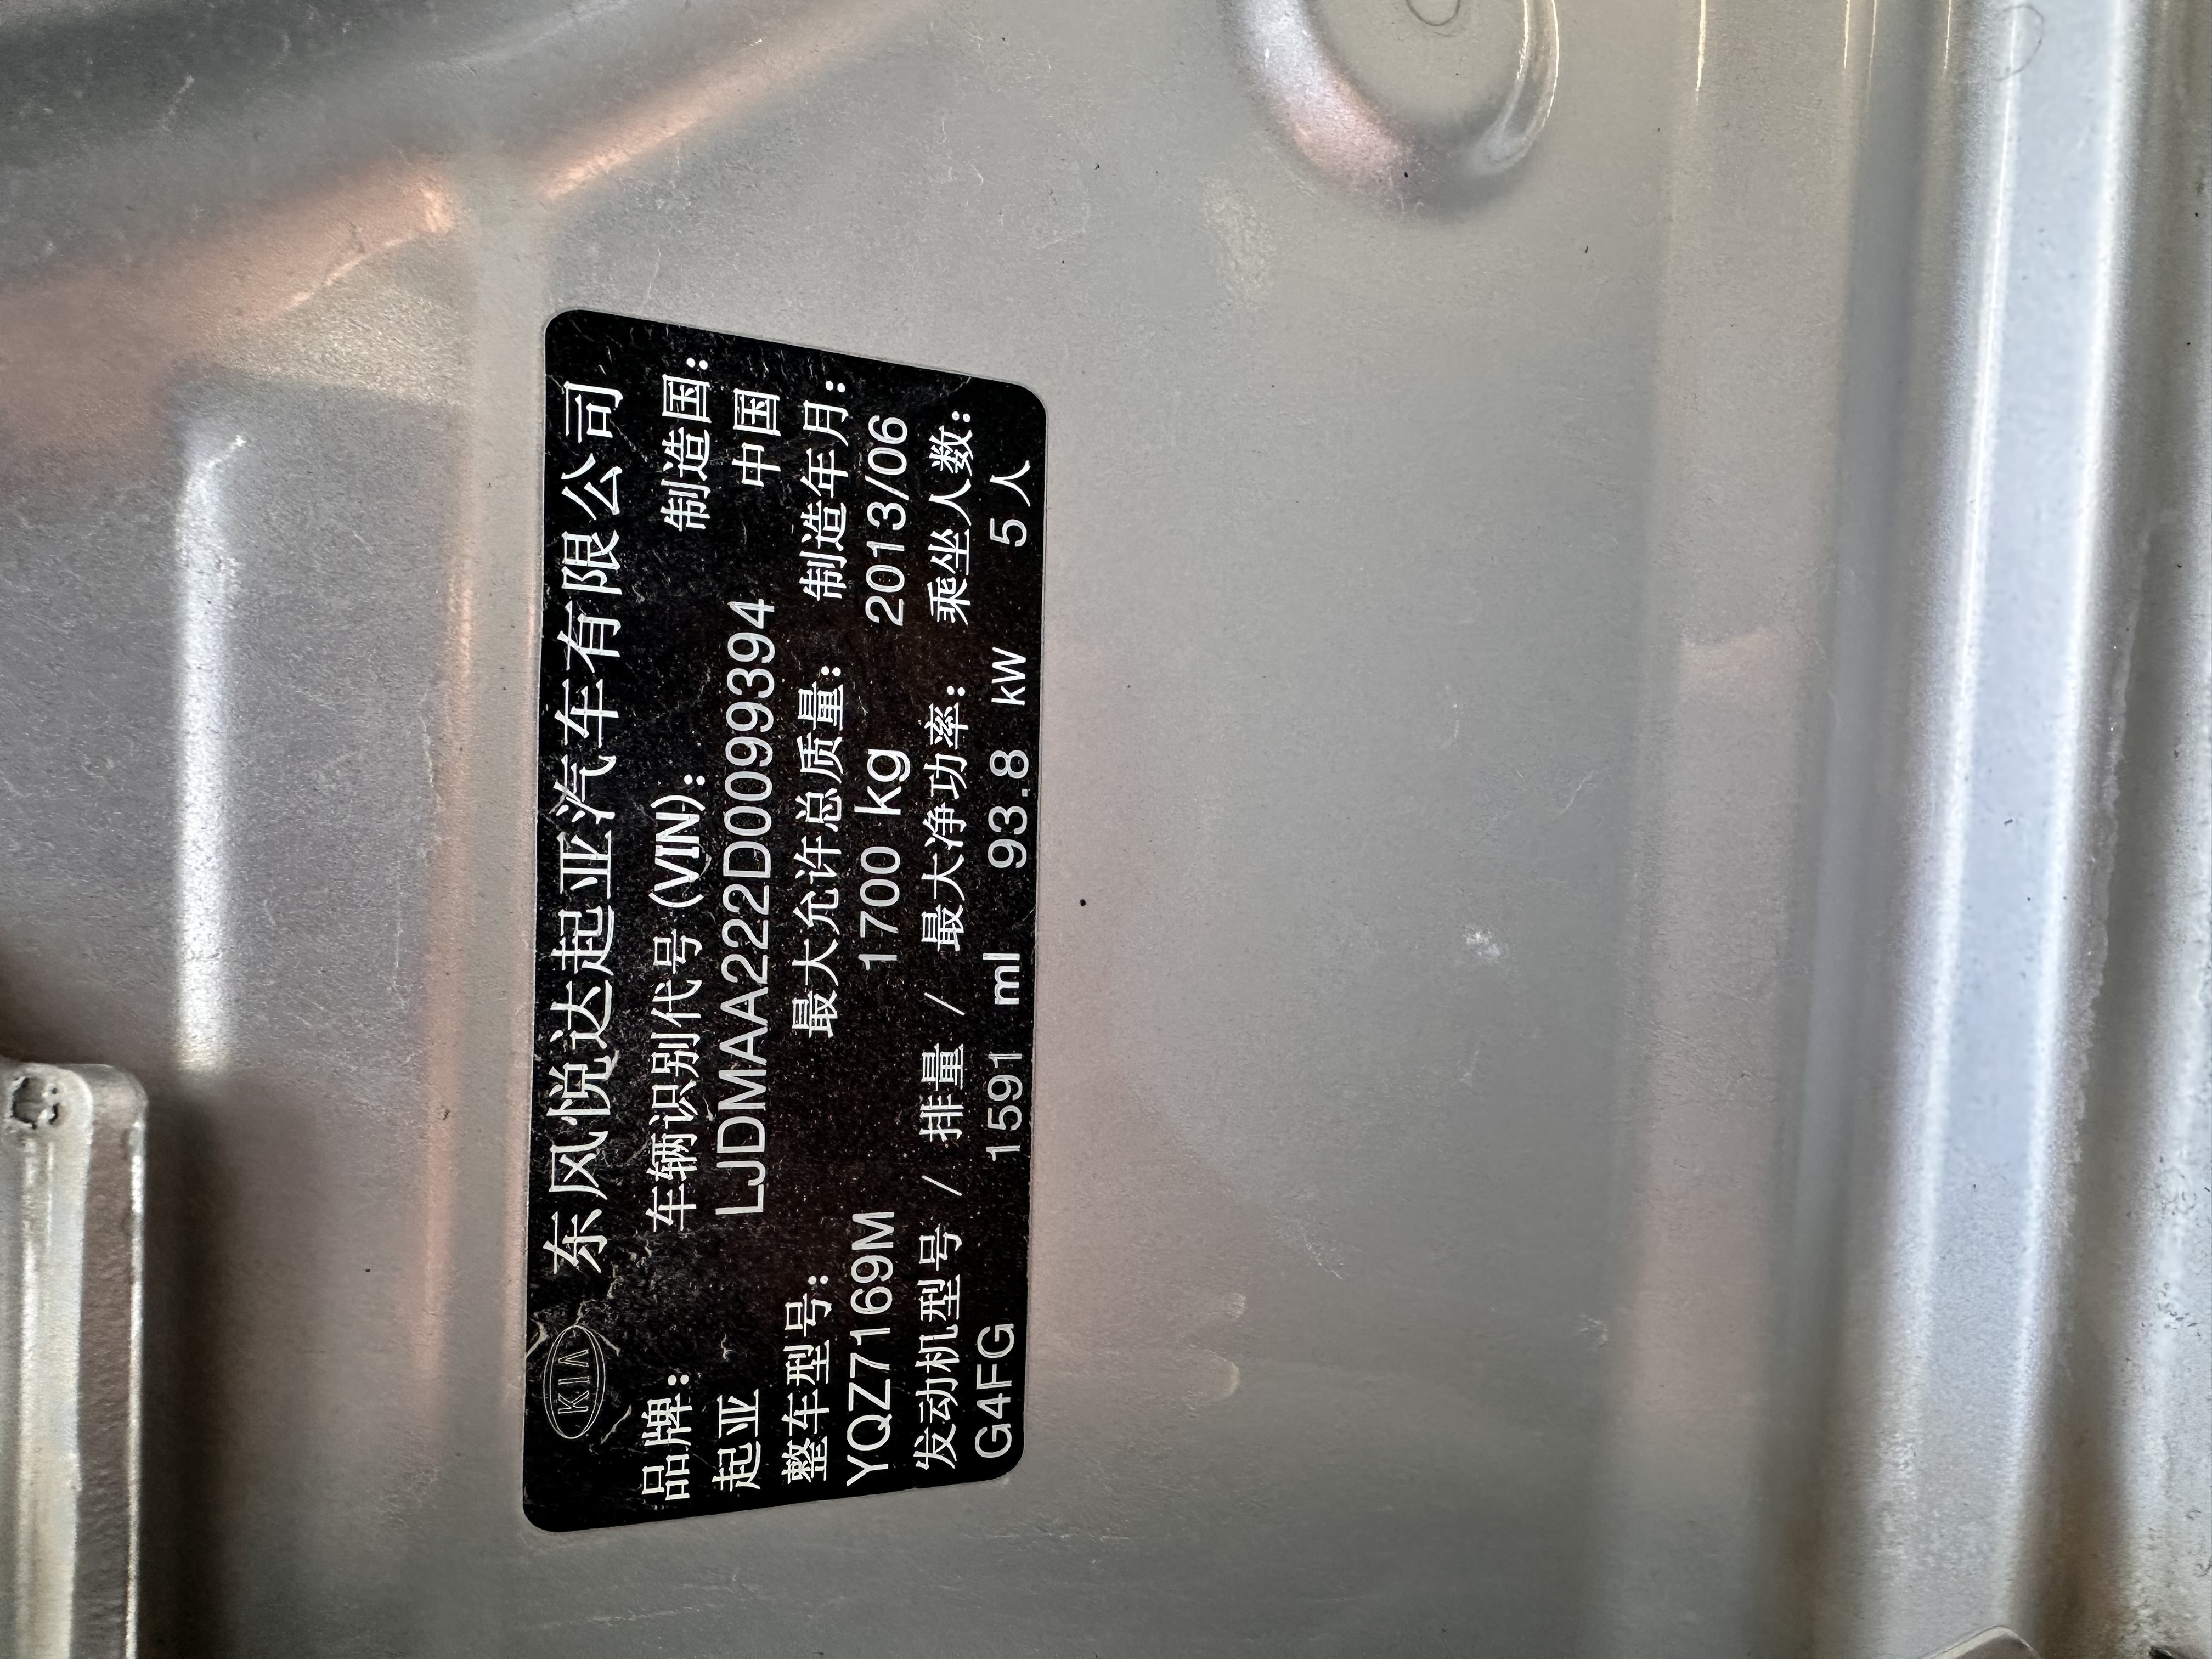 KIA 东风悦达起亚汽车有限公司
品牌: 车辆识别代号 (VIN): 制造国:
起亚 LJDMAA222D0099394 中国
整车型号: 最大允许总质量: 制造年月:
YQZ7169M 1700 kg 2013/06
发动机型号 / 排量 / 最大净功率: 乘坐人数:
G4FG 1591 ml 93.8 kW 5人